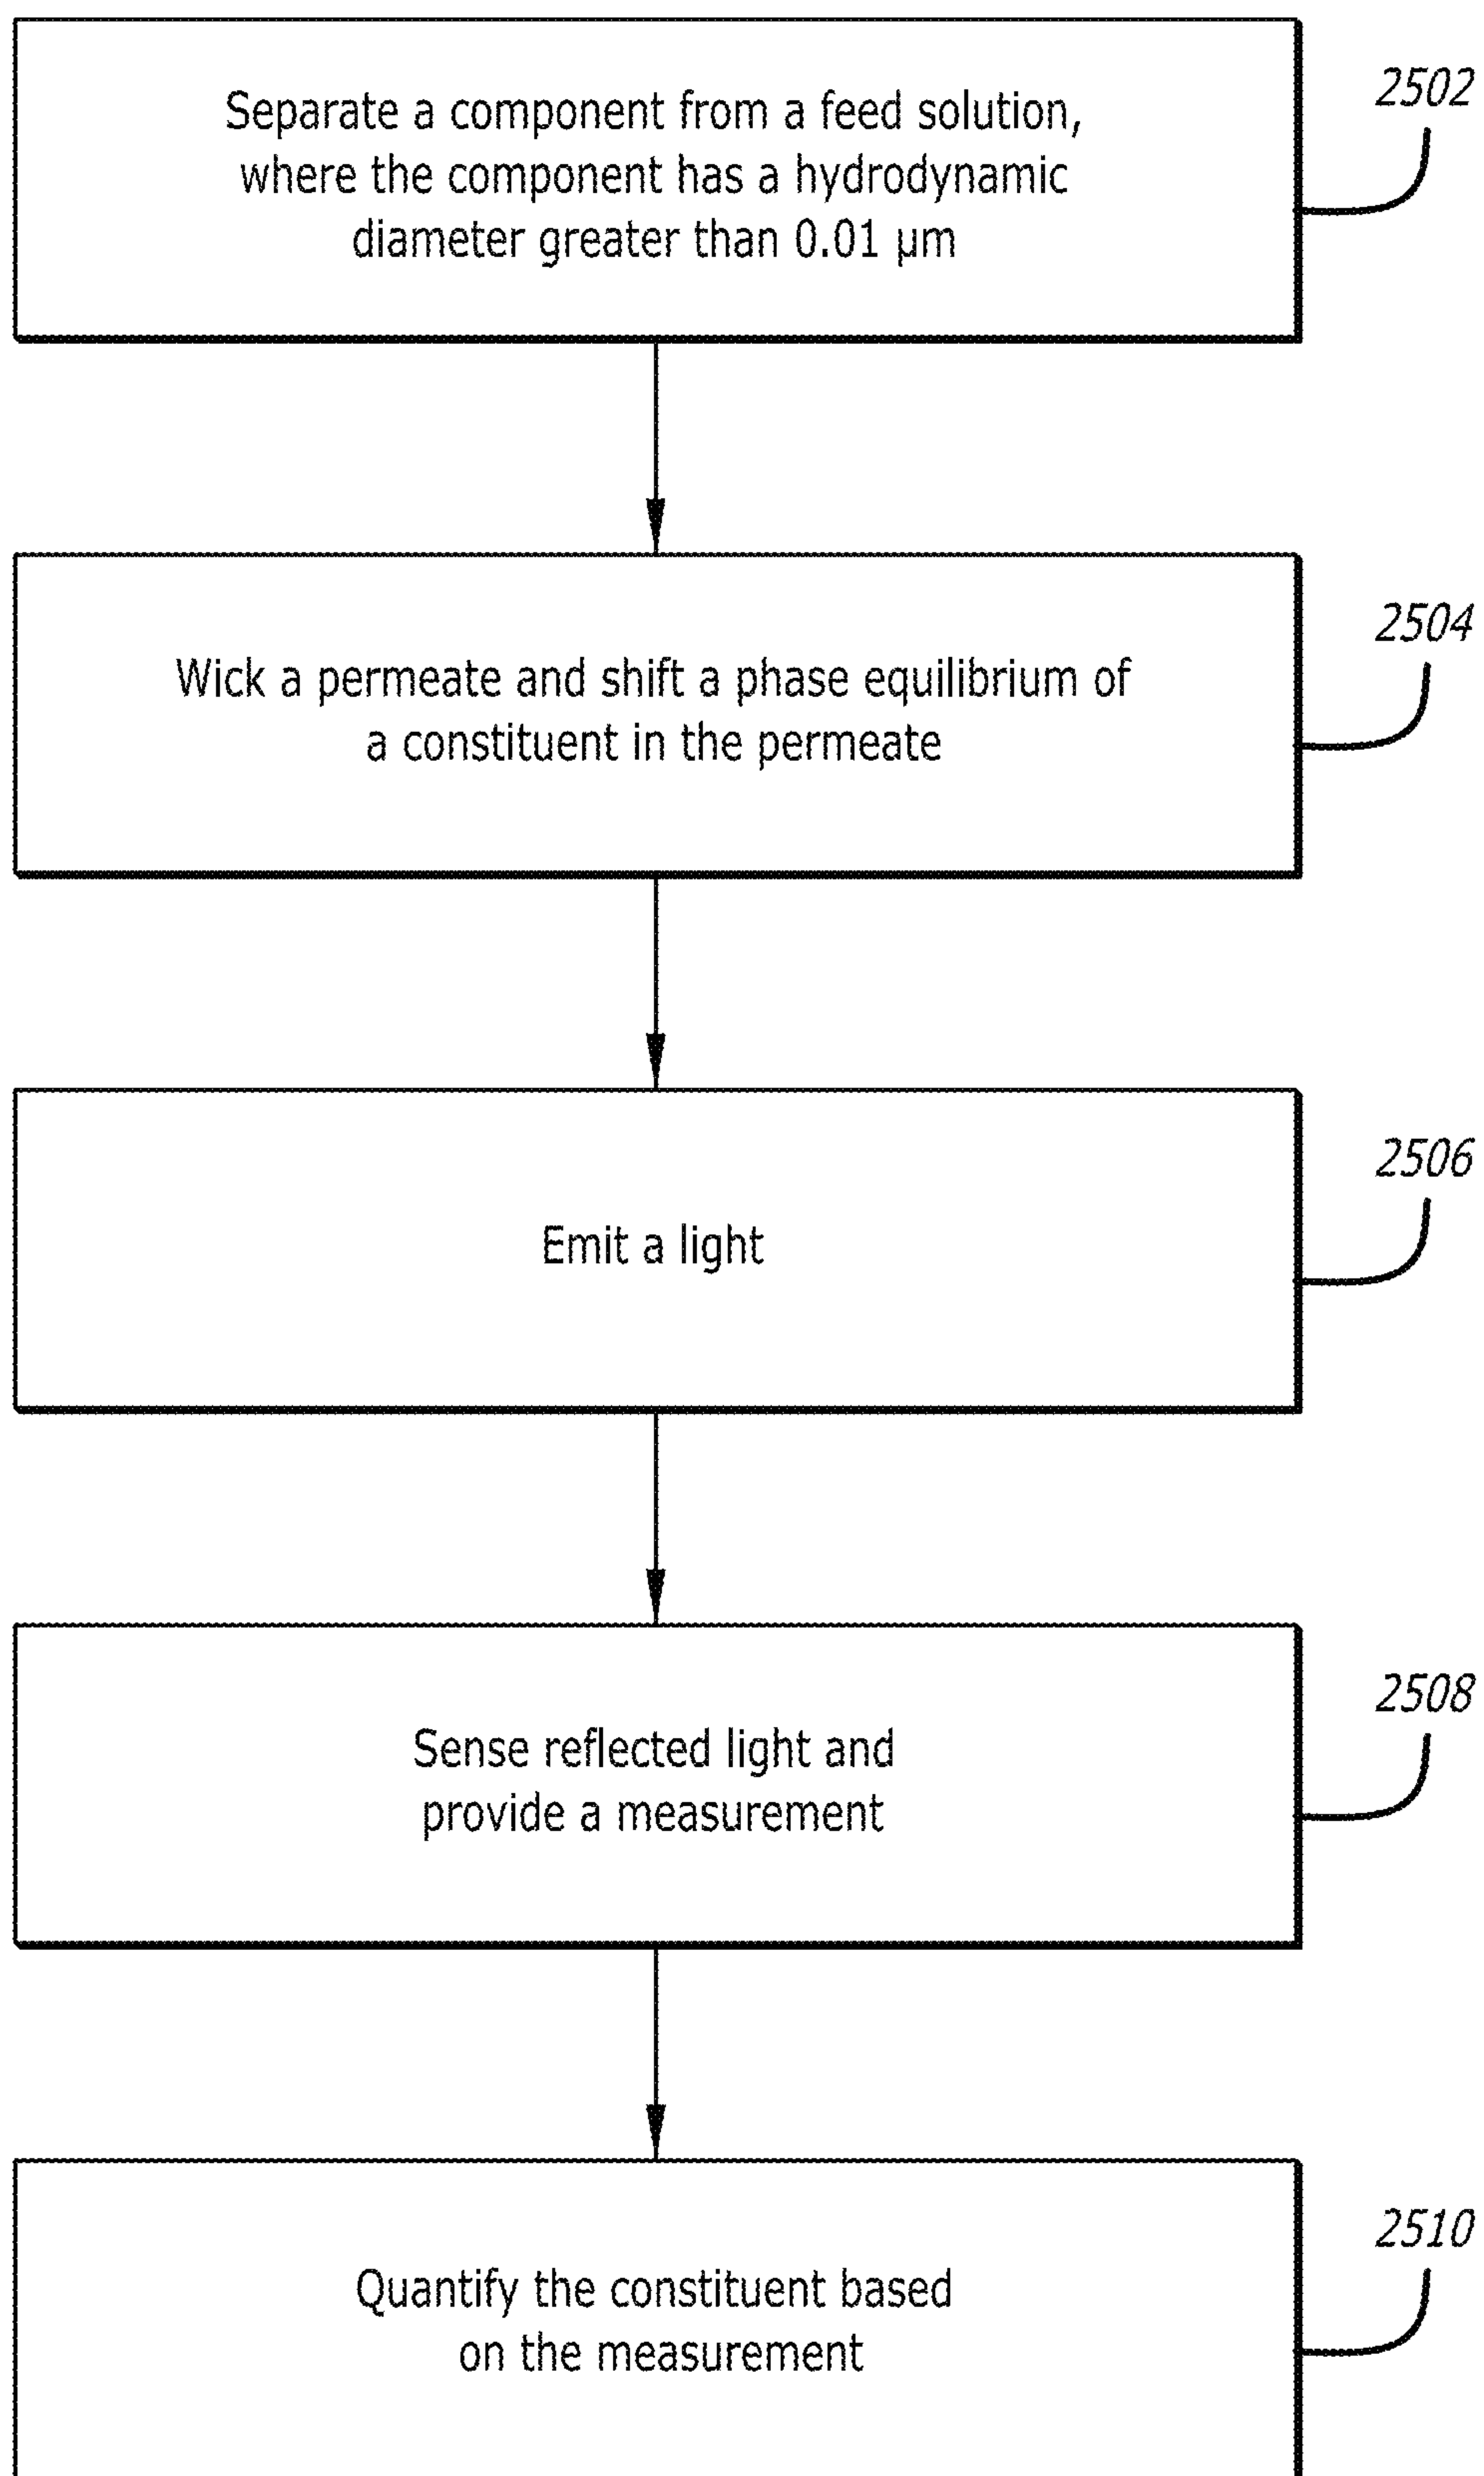 Separate a component from a feed solution,
where the component has a hydrodynamic
diameter greater than 0.01 µm
2502
Wick a permeate and shift a phase equilibrium of
a constituent in the permeate
2504
Emit a light
2506
Sense reflected light and
provide a measurement
2508
Quantify the constituent based
on the measurement
2510